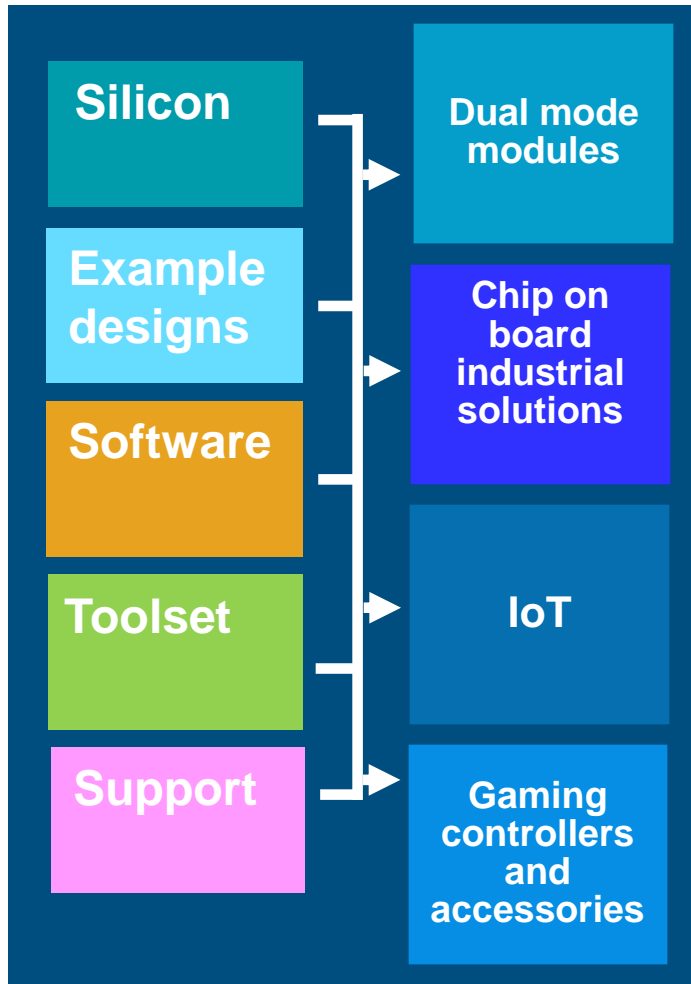 Silicon
Example
designs
Software
Toolset
Support
Dual mode
modules
Chip on
board
industrial
solutions
IoT
Gaming
controllers
and
accessories